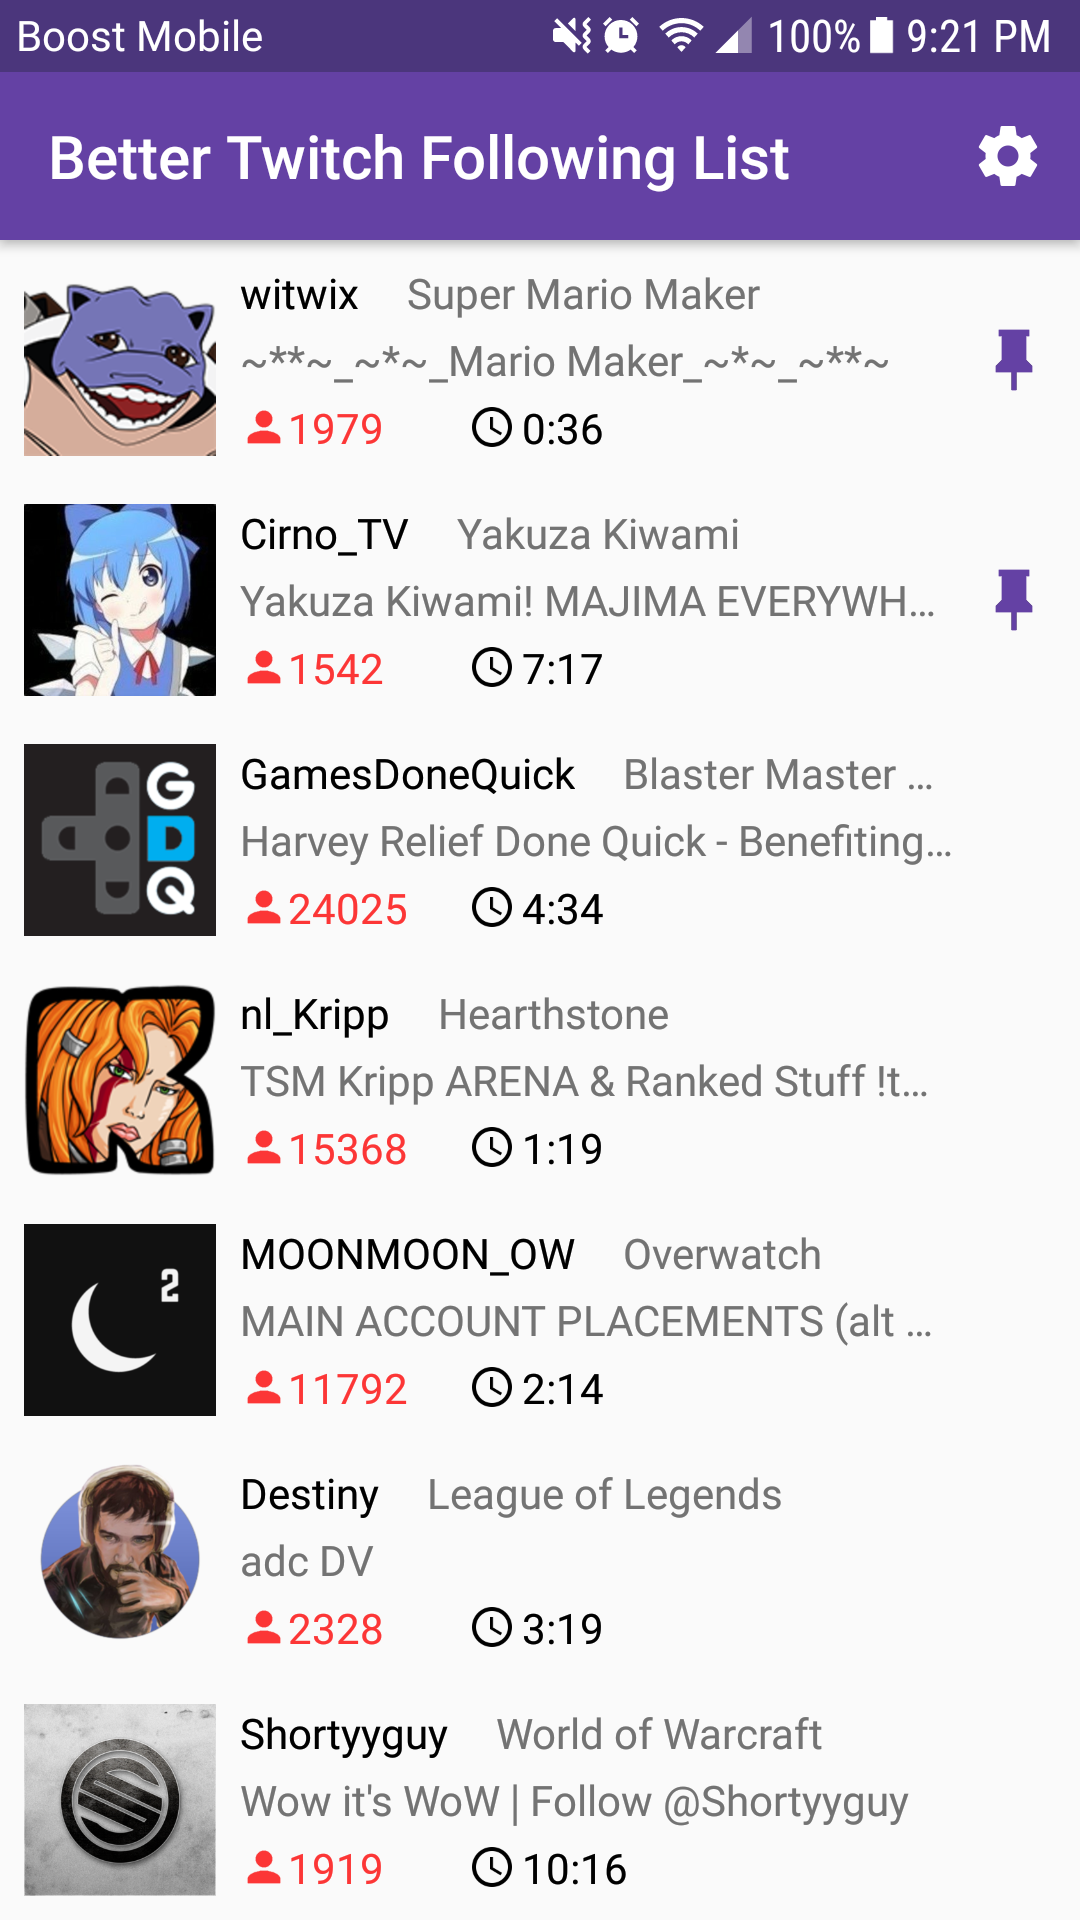 Boost Mobile 100% 9:21 PM
Better Twitch Following List
witwix Super Mario Maker
~**~_~*~_Mario Maker_~*~_~**~
1979 0:36
Cirno_TV Yakuza Kiwami
Yakuza Kiwami! MAJIMA EVERYWH...
1542 7:17
GDQ
GamesDoneQuick Blaster Master ...
Harvey Relief Done Quick - Benefiting...
24025 4:34
nl_Kripp Hearthstone
TSM Kripp ARENA & Ranked Stuff !t...
15368 1:19
2
MOONMOON_OW Overwatch
MAIN ACCOUNT PLACEMENTS (alt ...
11792 2:14
Destiny League of Legends
adc DV
2328 3:19
Shortyyguy World of Warcraft
Wow it's WoW | Follow @Shortyyguy
1919 10:16